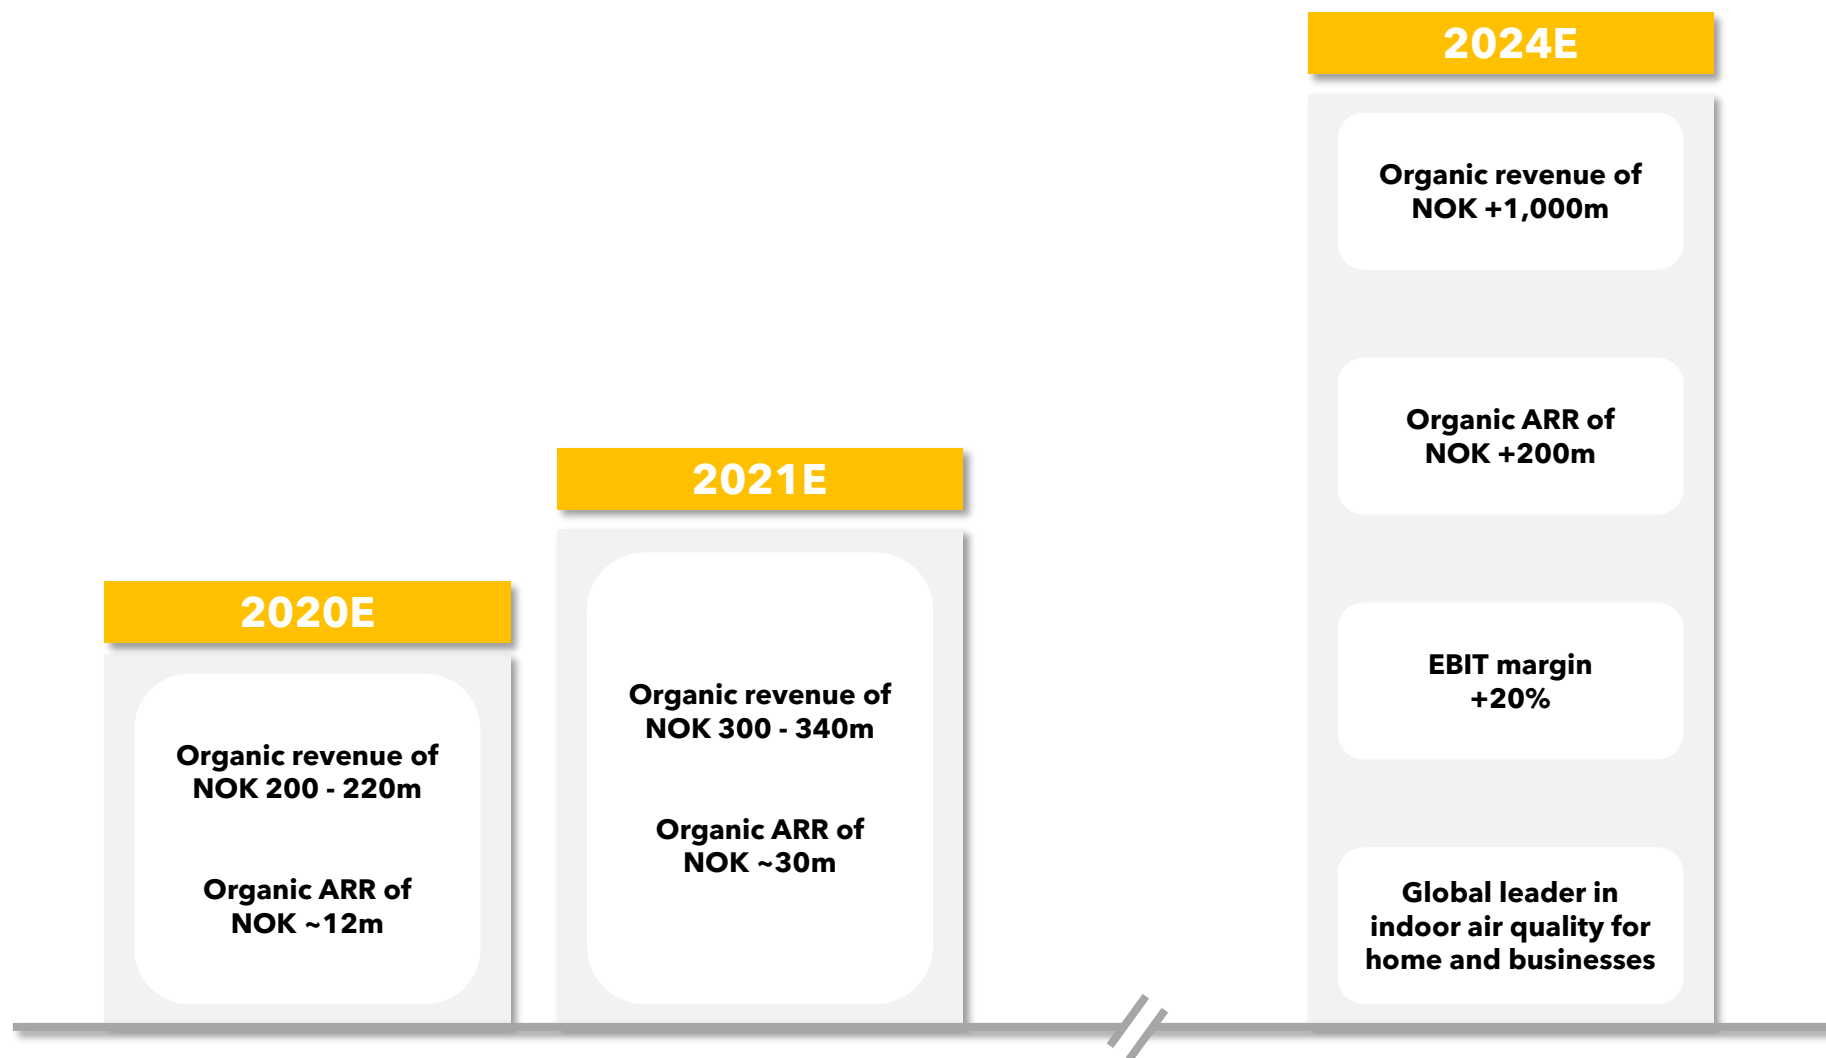 2020E
Organic revenue of
NOK 200 - 220m
Organic ARR of
NOK ~12m
2021E
Organic revenue of
NOK 300 - 340m
Organic ARR of
NOK ~30m
2024E
Organic revenue of
NOK +1,000m
Organic ARR of
NOK +200m
EBIT margin
+20%
Global leader in
indoor air quality for
home and businesses